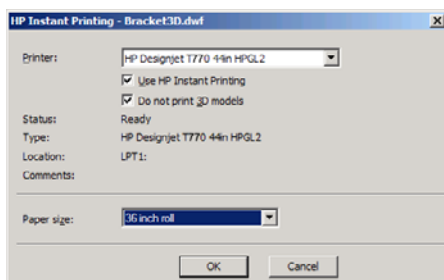 HP Instant Printing - Bracket3D.dwf
Printer: HP Designjet T770 44in HPGL2
Use HP Instant Printing
Do not print 3D models
Status: Ready
Type: HP Designjet T770 44in HPGL2
Location: LPT1:
Comments:
Paper size: 36 inch roll
OK Cancel